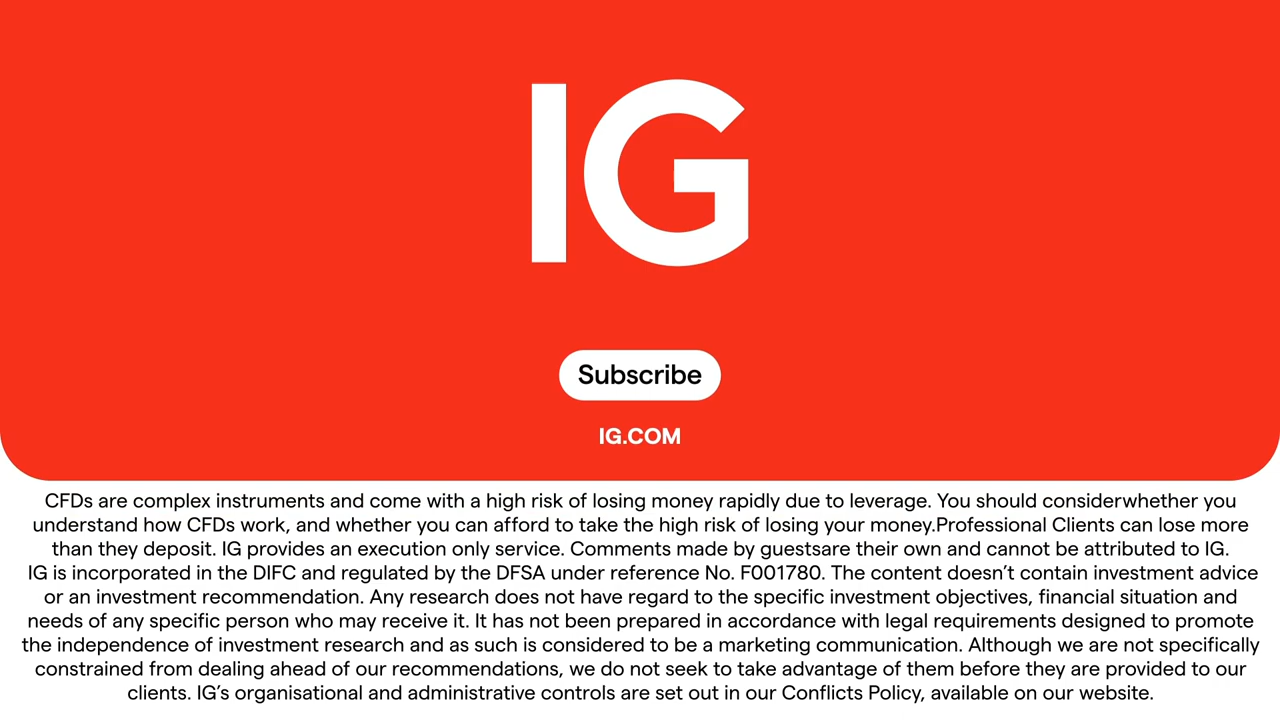 IG
Subscribe
IG.COM
CFDs are complex instruments and come with a high risk of losing money rapidly due to leverage. You should considerwhether you
understand how CFDs work, and whether you can afford to take the high risk of losing your money.Professional Clients can lose more
than they deposit. IG provides an execution only service. Comments made by guestsare their own and cannot be attributed to IG.
IG is incorporated in the DIFC and regulated by the DFSA under reference No. F001780. The content doesn’t contain investment advice
or an investment recommendation. Any research does not have regard to the specific investment objectives, financial situation and
needs of any specific person who may receive it. It has not been prepared in accordance with legal requirements designed to promote
the independence of investment research and as such is considered to be a marketing communication. Although we are not specifically
constrained from dealing ahead of our recommendations, we do not seek to take advantage of them before they are provided to our
clients. IG’s organisational and administrative controls are set out in our Conflicts Policy, available on our website.